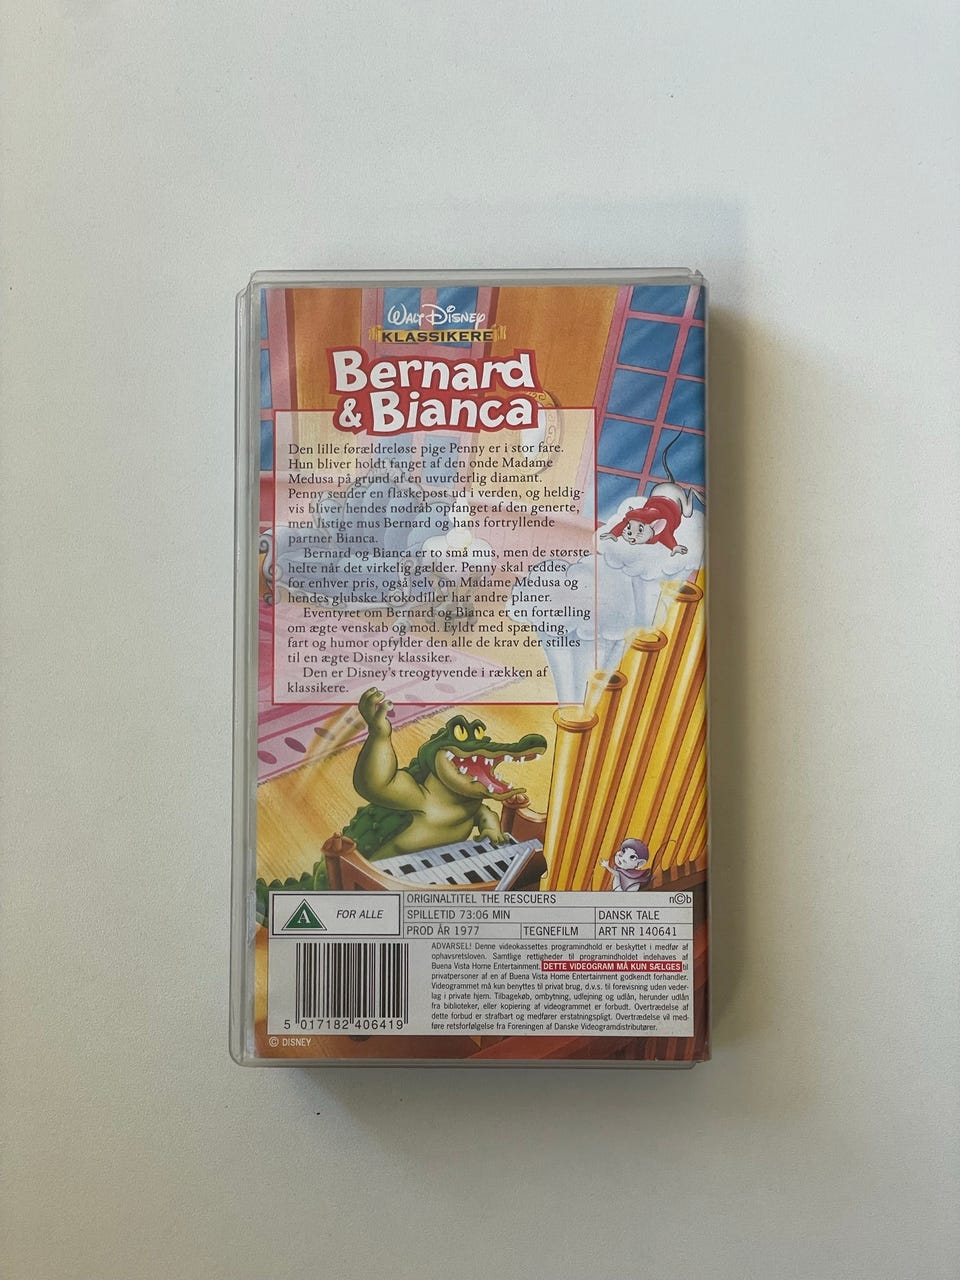 WALT DISNEY
KLASSIKERE
Bernard
& Bianca
Den lille førældreløse pige Penny er i stor fare.
Hun bliver holdt fanget af den onde Madame
Medusa på grund af en uvurderlig diamant.
Penny sender en flaskepost ud i verden, og heldig-
vis bliver hendes nødråb opfanget af den generte,
men listige mus Bernard og hans fortryllende
partner Bianca.
Bernard og Bianca er to små mus, men de største
helte når det virkelig gælder. Penny skal reddes
for enhver pris, også selv om Madame Medusa og
hendes glubske krokodiller har andre planer.
Eventyret om Bernard og Bianca er en fortælling
om ægte venskab og mod. Fyldt med spænding,
fart og humor opfylder den alle de krav der stilles
til en ægte Disney klassiker.
Den er Disney's treogtyvende i rækken af
klassikere.
A FOR ALLE
ORIGINALTITEL THE RESCUERS n©b
SPILLETID 73:06 MIN DANSK TALE
PROD ÅR 1977 TEGNEFILM ART NR 140641
ADVARSEL! Denne videokassettes programindhold er beskyttet i medfør af
ophavsretsloven. Samtlige rettigheder til programindholdet indehaves af
Buena Vista Home Entertainment. DETTE VIDEOGRAM MÅ KUN SÆLGES til
privatpersoner af en af Buena Vista Home Entertainment godkendt forhandler.
Videogrammet må kun benyttes til privat brug, d.v.s. til forevisning uden veder-
lag i private hjem. Tilbagekøb, ombytning, udlejning og udlån, herunder udlån
fra biblioteker, eller kopiering af videogrammet er forbudt. Overtrædelse af
dette forbud er strafbart og medfører erstatningspligt. Overtrædelse vil med-
føre retsforfølgelse fra Foreningen af Danske Videogramdistributører.
5 017182 406419
© DISNEY